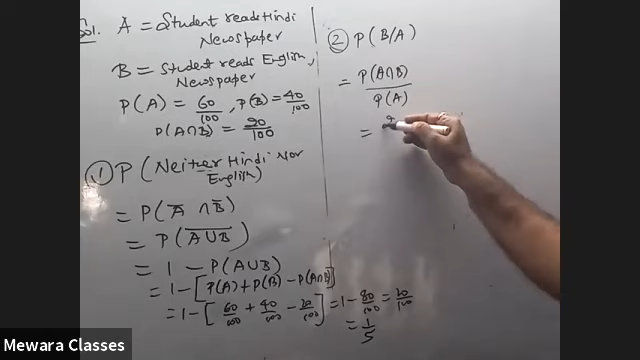 Sol. A = Student reads Hindi
Newspaper
B = Student reads English
Newspaper
P(A) = 60/100, P(B) = 40/100
P(A∩B) = 20/100
1) P(Neither Hindi Nor
English)
= P(A̅ ∩ B̅)
= P(A̅∪̅B̅)
= 1 - P(A∪B)
= 1 - [P(A) + P(B) - P(A∩B)]
= 1 - [60/100 + 40/100 - 20/100] = 1 - 80/100 = 20/100
= 1/5
2 P(B/A)
= P(A∩B)/P(A)
=
Mewara Classes